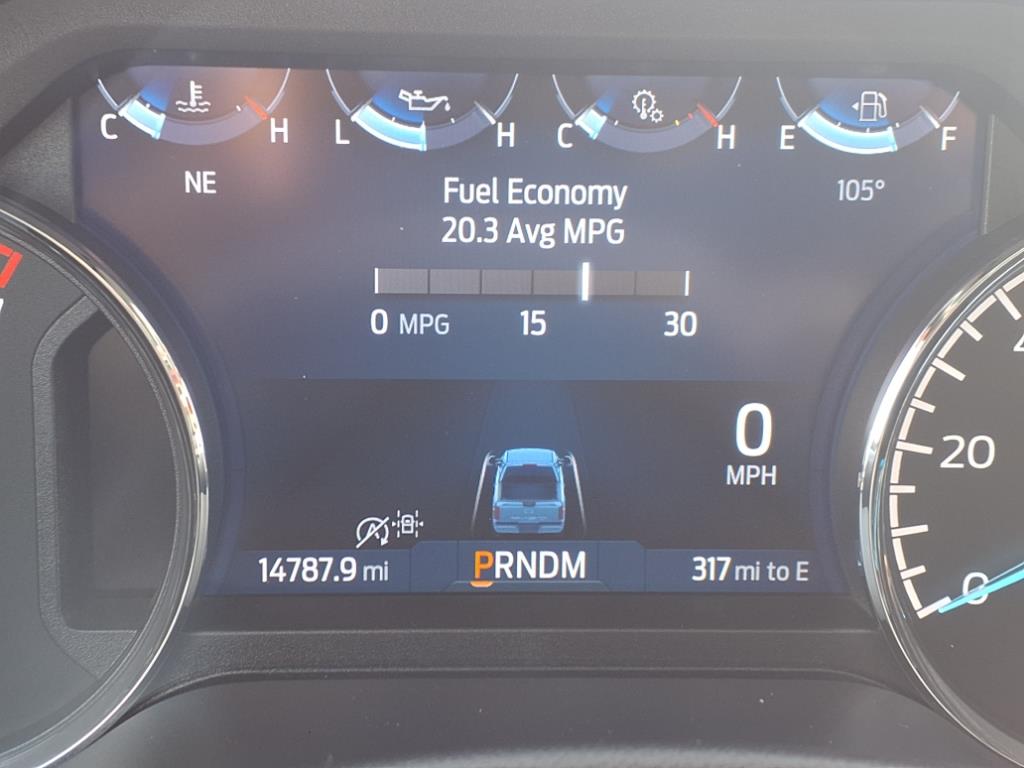 C H L H C H E F
NE
105°
Fuel Economy
20.3 Avg MPG
0 MPG 15 30
0
MPH
20
0
14787.9 mi
PRNDM
317 mi to E